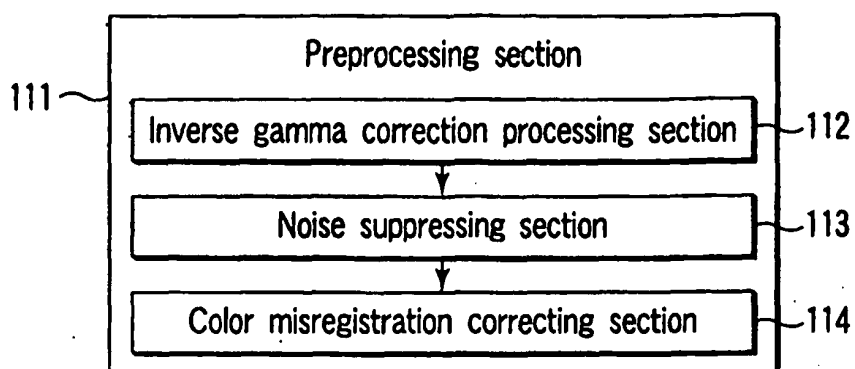 Preprocessing section
111
Inverse gamma correction processing section
112
Noise suppressing section
113
Color misregistration correcting section
114